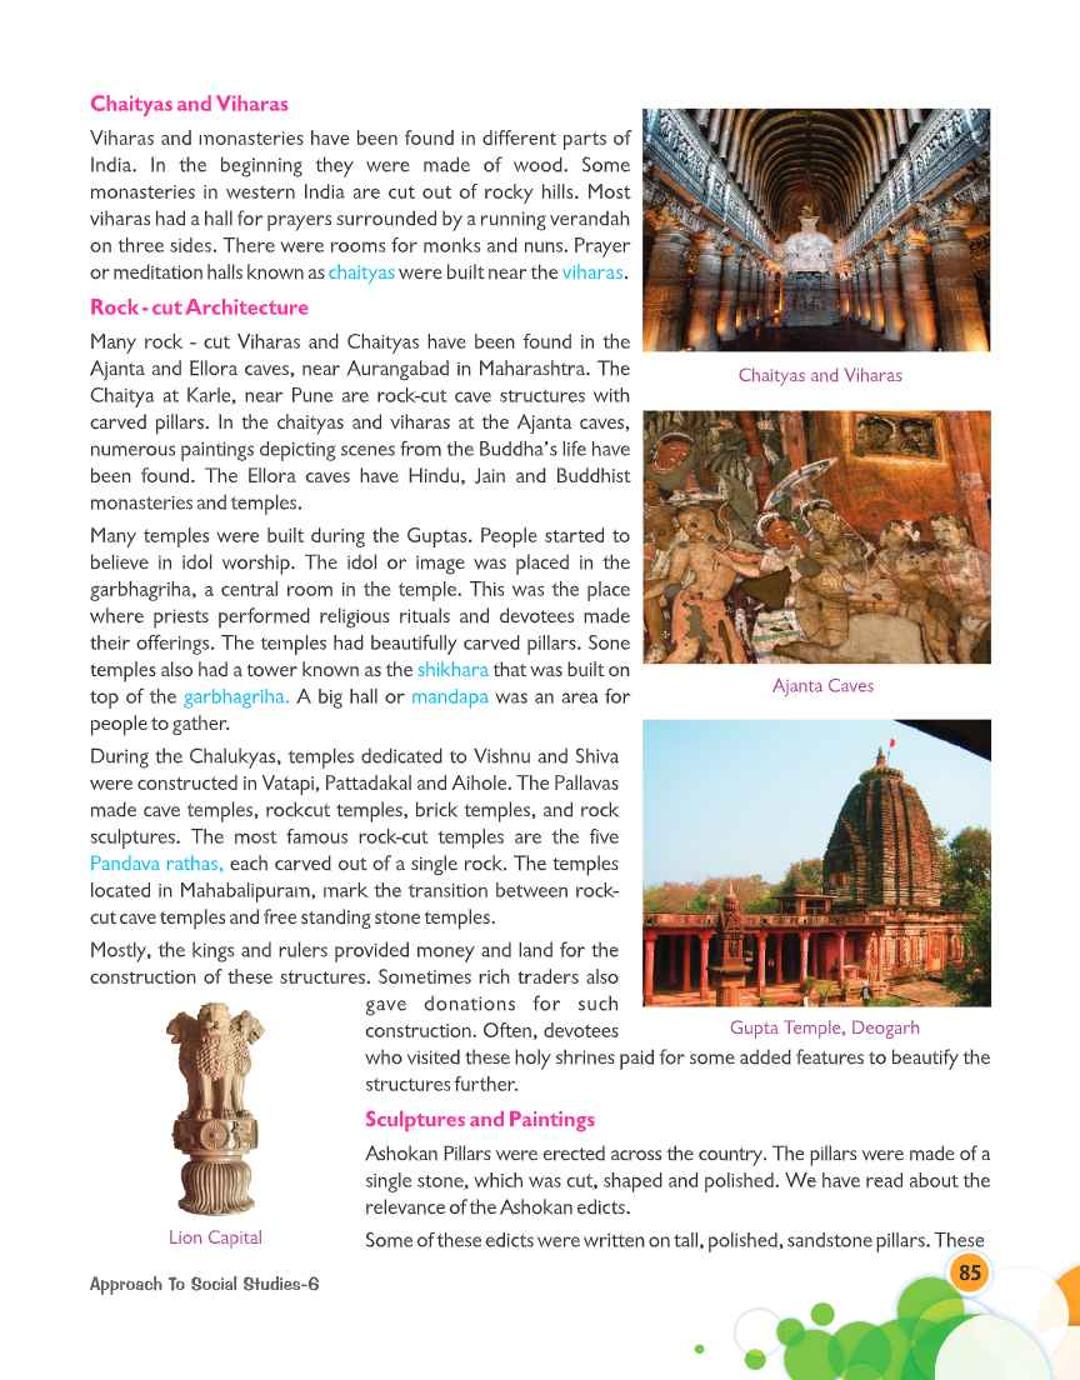 Chaityas and Viharas
Viharas and monasteries have been found in different parts of
India. In the beginning they were made of wood. Some
monasteries in western India are cut out of rocky hills. Most
viharas had a hall for prayers surrounded by a running verandah
on three sides. There were rooms for monks and nuns. Prayer
or meditation halls known as chaityas were built near the viharas.
Rock - cut Architecture
Many rock - cut Viharas and Chaityas have been found in the
Ajanta and Ellora caves, near Aurangabad in Maharashtra. The
Chaitya at Karle, near Pune are rock-cut cave structures with
carved pillars. In the chaityas and viharas at the Ajanta caves,
numerous paintings depicting scenes from the Buddha's life have
been found. The Ellora caves have Hindu, Jain and Buddhist
monasteries and temples.
Many temples were built during the Guptas. People started to
believe in idol worship. The idol or image was placed in the
garbhagriha, a central room in the temple. This was the place
where priests performed religious rituals and devotees made
their offerings. The temples had beautifully carved pillars. Sone
temples also had a tower known as the shikhara that was built on
top of the garbhagriha. A big hall or mandapa was an area for
people to gather.
During the Chalukyas, temples dedicated to Vishnu and Shiva
were constructed in Vatapi, Pattadakal and Aihole. The Pallavas
made cave temples, rockcut temples, brick temples, and rock
sculptures. The most famous rock-cut temples are the five
Pandava rathas, each carved out of a single rock. The temples
located in Mahabalipuram, mark the transition between rock-
cut cave temples and free standing stone temples.
Mostly, the kings and rulers provided money and land for the
construction of these structures. Sometimes rich traders also
gave donations for such
construction. Often, devotees
who visited these holy shrines paid for some added features to beautify the
structures further.
Chaityas and Viharas
Ajanta Caves
Gupta Temple, Deogarh
Sculptures and Paintings
Ashokan Pillars were erected across the country. The pillars were made of a
single stone, which was cut, shaped and polished. We have read about the
relevance of the Ashokan edicts.
Some of these edicts were written on tall, polished, sandstone pillars. These
Lion Capital
Approach To Social Studies-6
85